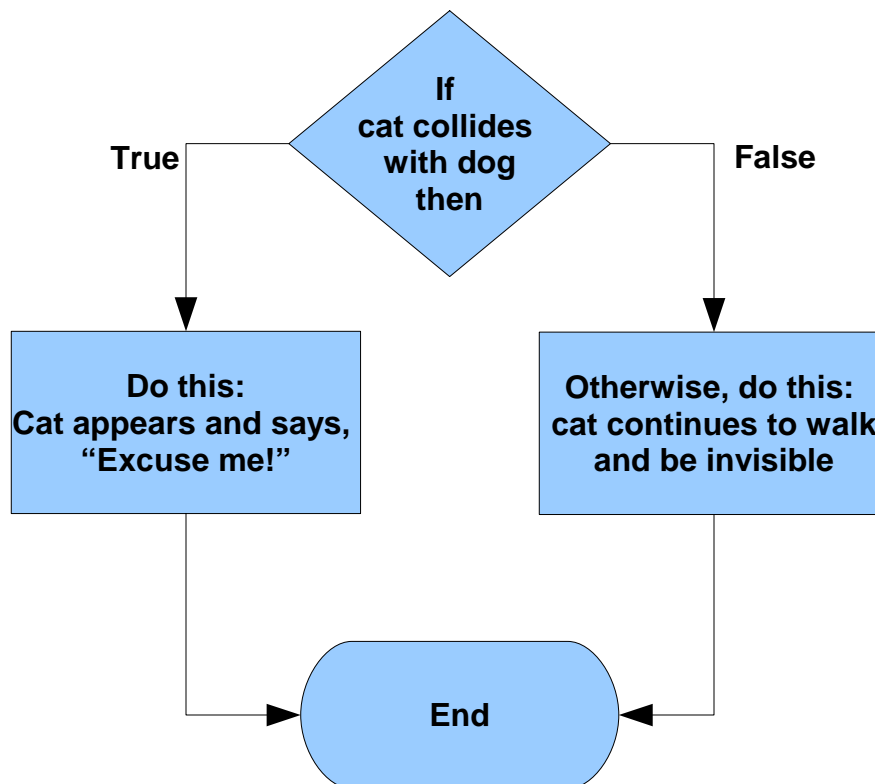 If
cat collides
with dog
then
True
False
Do this:
Cat appears and says,
“Excuse me!”
Otherwise, do this:
cat continues to walk
and be invisible
End